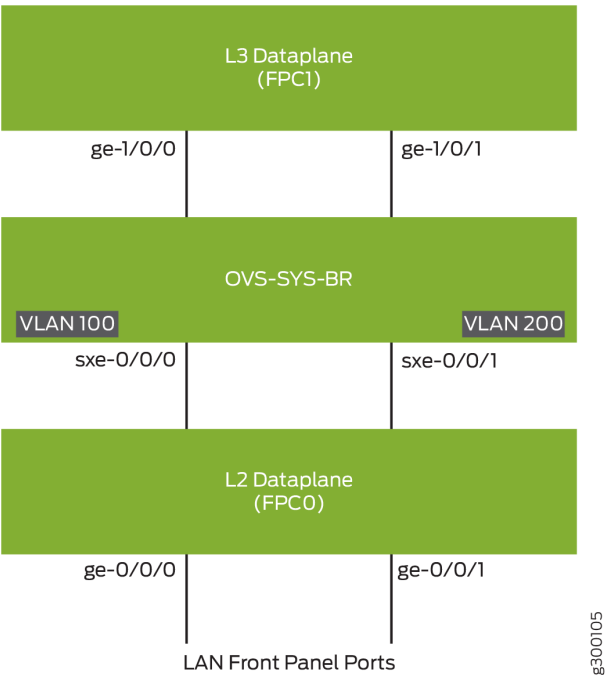 L3 Dataplane
(FPC1)
ge-1/0/0
ge-1/0/1
OVS-SYS-BR
VLAN 100
VLAN 200
sxe-0/0/0
sxe-0/0/1
L2 Dataplane
(FPC0)
ge-0/0/0
ge-0/0/1
LAN Front Panel Ports
g300105